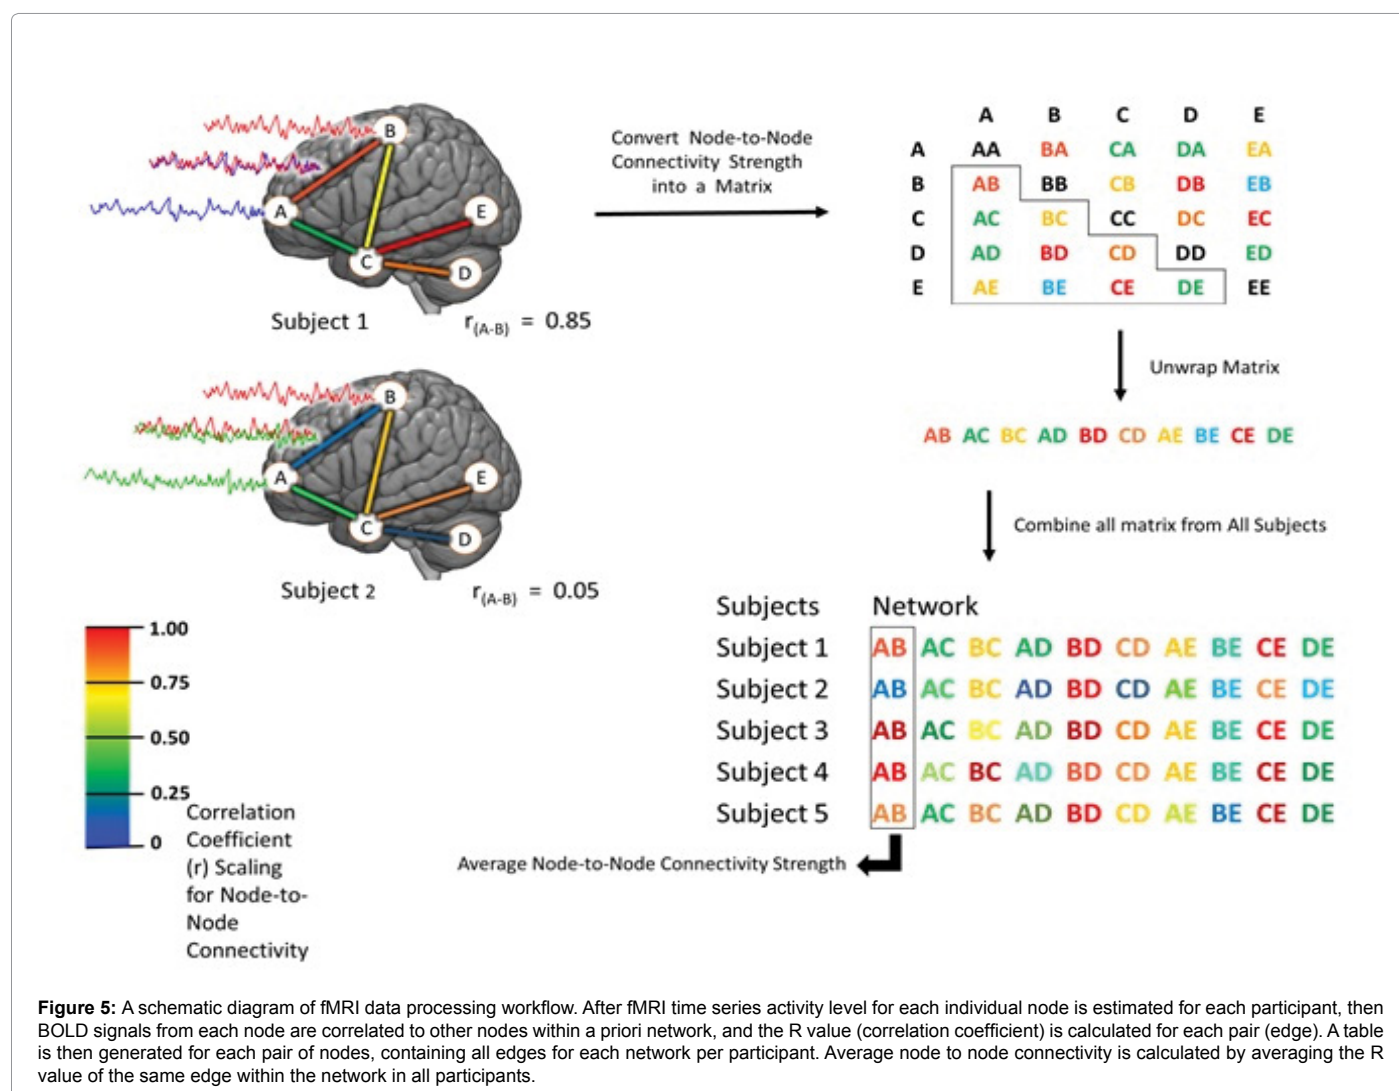 B
A
E
C
D
Subject 1
r(A-B) = 0.85
Convert Node-to-Node
Connectivity Strength
into a Matrix
A B C D E
A AA BA CA DA EA
B AB BB CB DB EB
C AC BC CC DC EC
D AD BD CD DD ED
E AE BE CE DE EE
Unwrap Matrix
AB AC BC AD BD CD AE BE CE DE
Combine all matrix from All Subjects
B
A
E
C
D
Subject 2
r(A-B) = 0.05
1.00
0.75
0.50
0.25
0
Correlation
Coefficient
(r) Scaling
for Node-to-
Node
Connectivity
Subjects Network
Subject 1 AB AC BC AD BD CD AE BE CE DE
Subject 2 AB AC BC AD BD CD AE BE CE DE
Subject 3 AB AC BC AD BD CD AE BE CE DE
Subject 4 AB AC BC AD BD CD AE BE CE DE
Subject 5 AB AC BC AD BD CD AE BE CE DE
Average Node-to-Node Connectivity Strength
Figure 5: A schematic diagram of fMRI data processing workflow. After fMRI time series activity level for each individual node is estimated for each participant, then
BOLD signals from each node are correlated to other nodes within a priori network, and the R value (correlation coefficient) is calculated for each pair (edge). A table
is then generated for each pair of nodes, containing all edges for each network per participant. Average node to node connectivity is calculated by averaging the R
value of the same edge within the network in all participants.